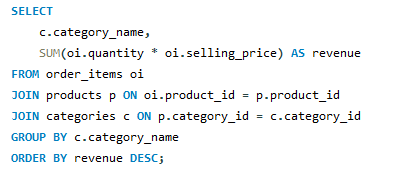 SELECT
    c.category_name,
    SUM(oi.quantity * oi.selling_price) AS revenue
FROM order_items oi
JOIN products p ON oi.product_id = p.product_id
JOIN categories c ON p.category_id = c.category_id
GROUP BY c.category_name
ORDER BY revenue DESC;